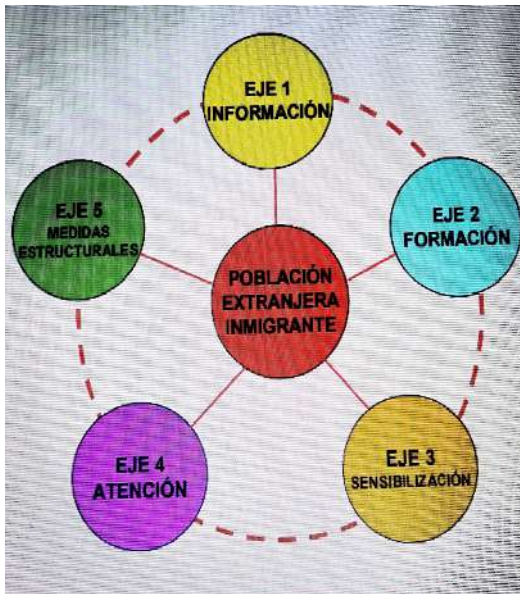 EJE 1
INFORMACIÓN
EJE 2
FORMACIÓN
EJE 5
MEDIDAS
ESTRUCTURALES
POBLACIÓN
EXTRANJERA
INMIGRANTE
EJE 3
SENSIBILIZACIÓN
EJE 4
ATENCIÓN